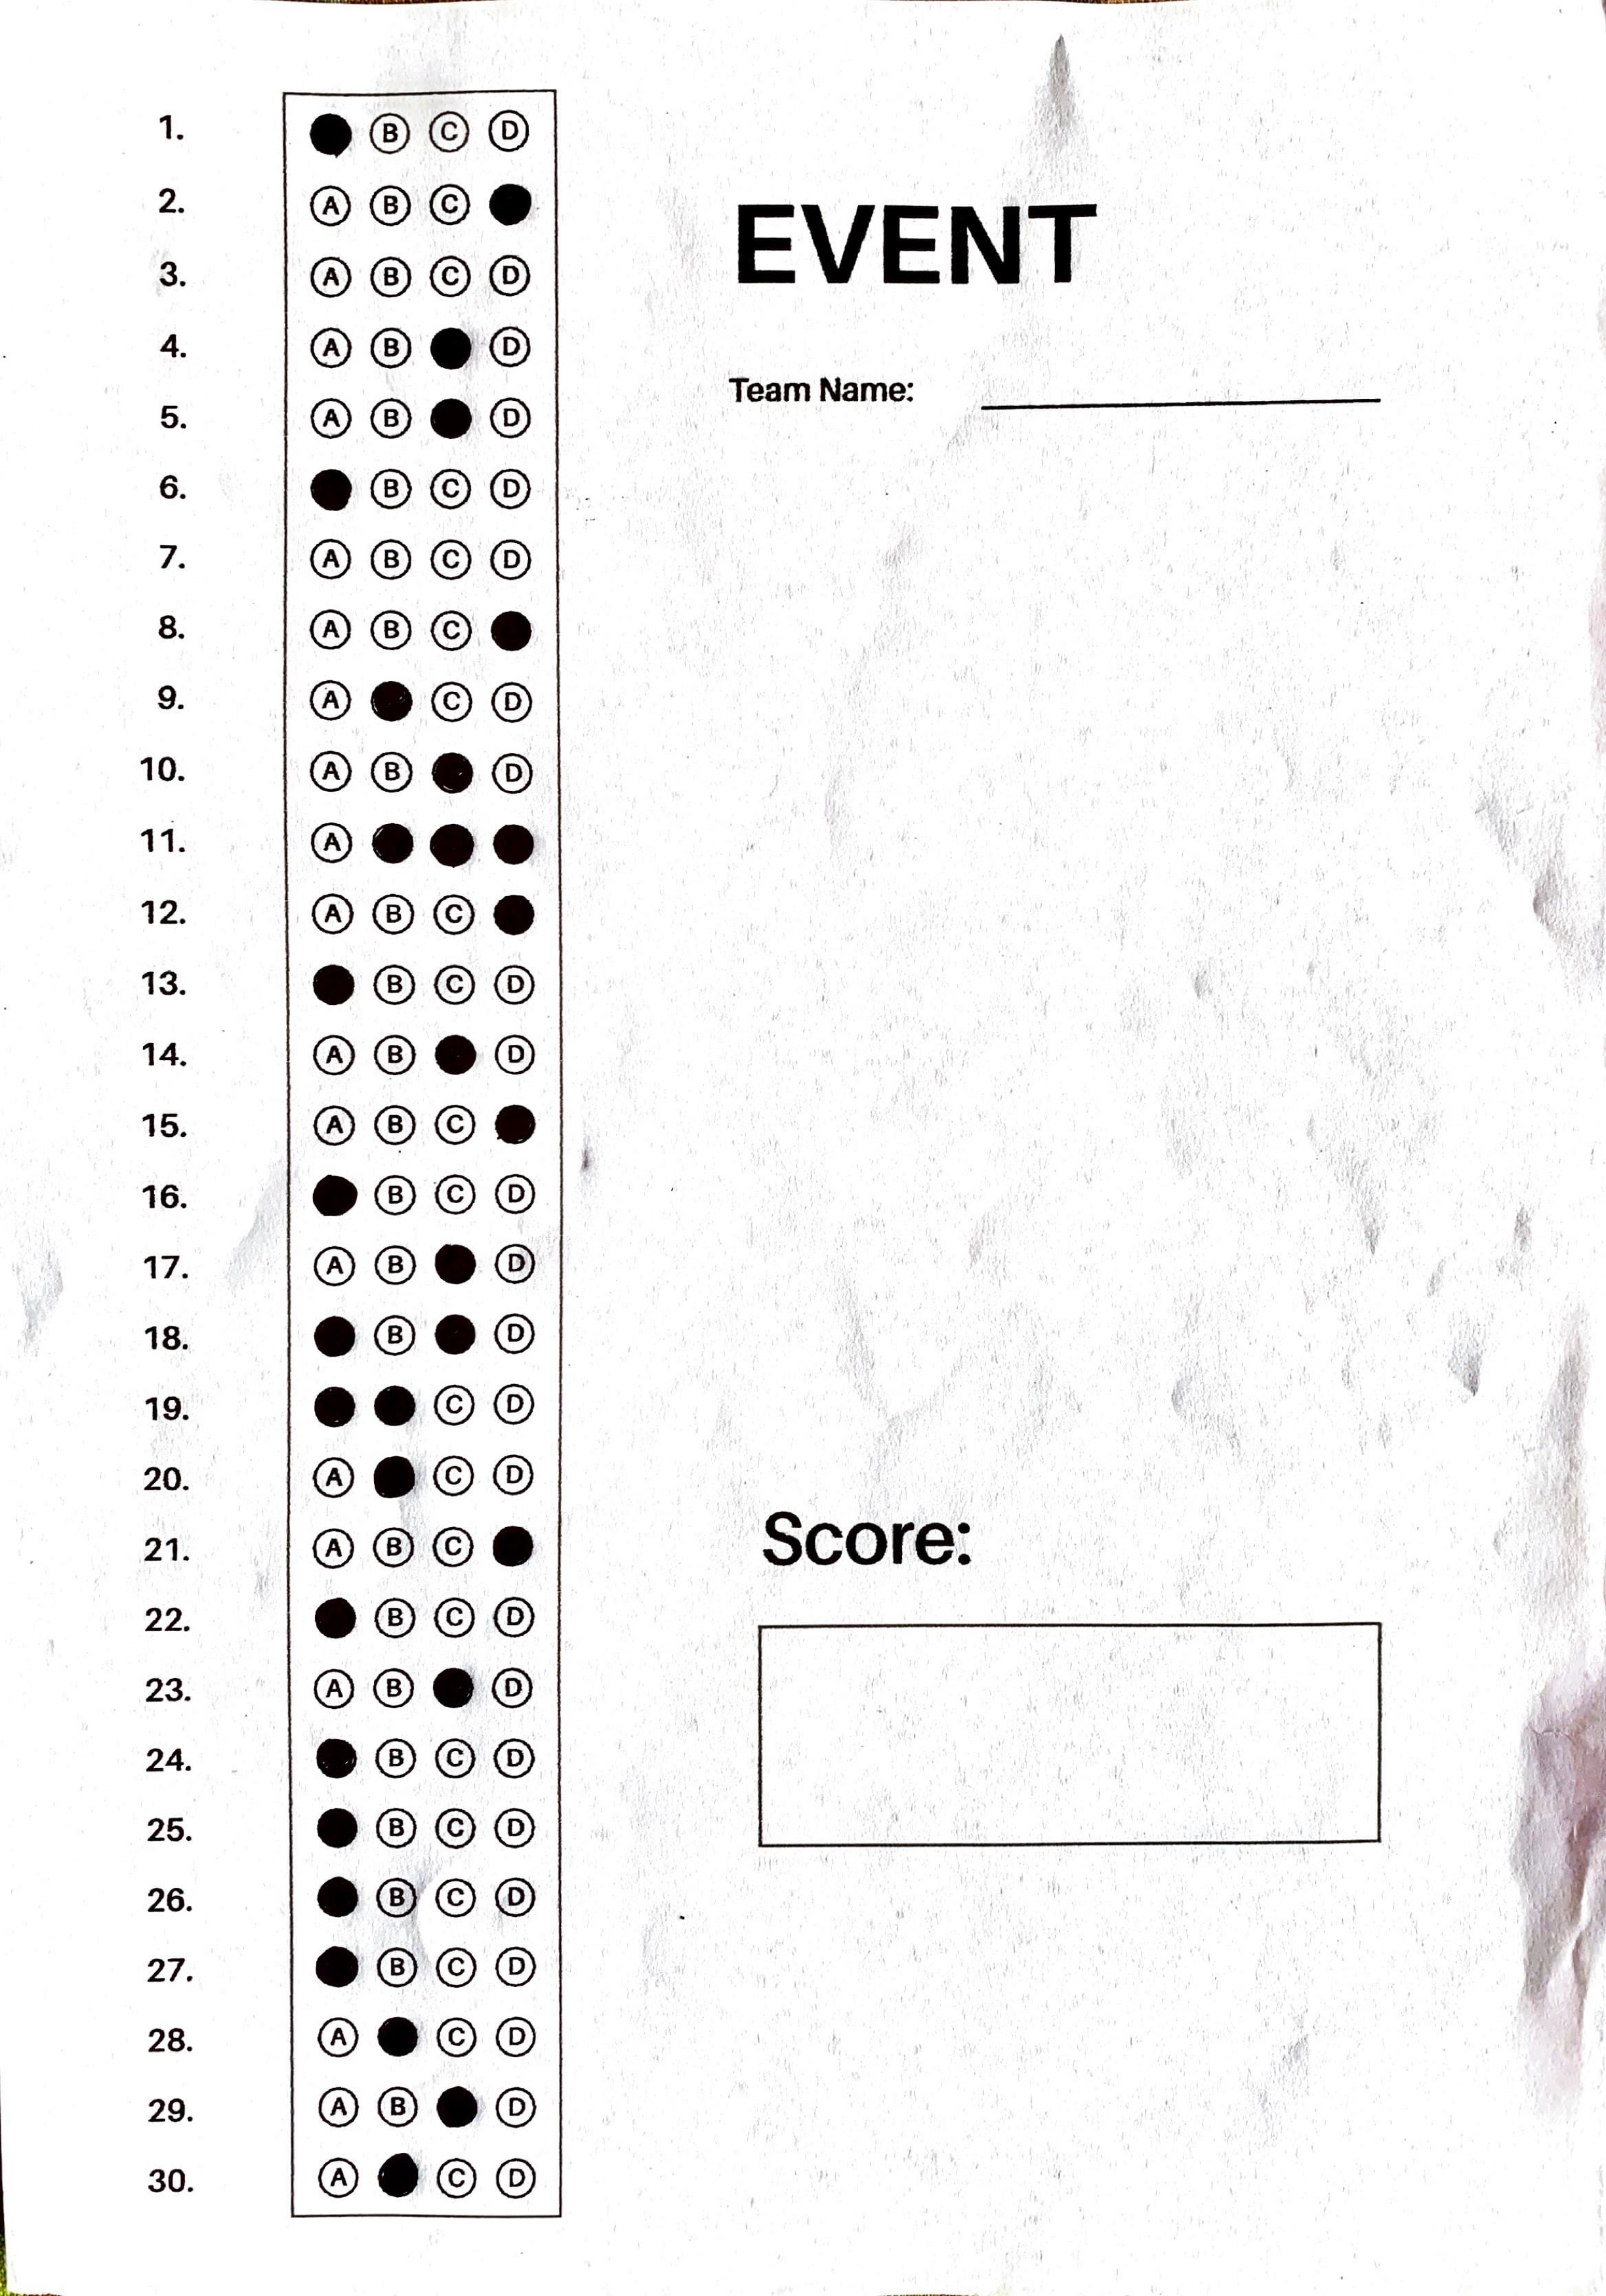 1. B C D
2. A B C
3. A B C D
4. A B D
5. A B D
6. B C D
7. A B C D
8. A B C
9. A C D
10. A B D
11. A
12. A B C
13. B C D
14. A B D
15. A B C
16. B C D
17. A B D
18. B D
19. C D
20. A C D
21. A B C
22. B C D
23. A B D
24. B C D
25. B C D
26. B C D
27. B C D
28. A C D
29. A B D
30. A C D
EVENT
Team Name:
Score: